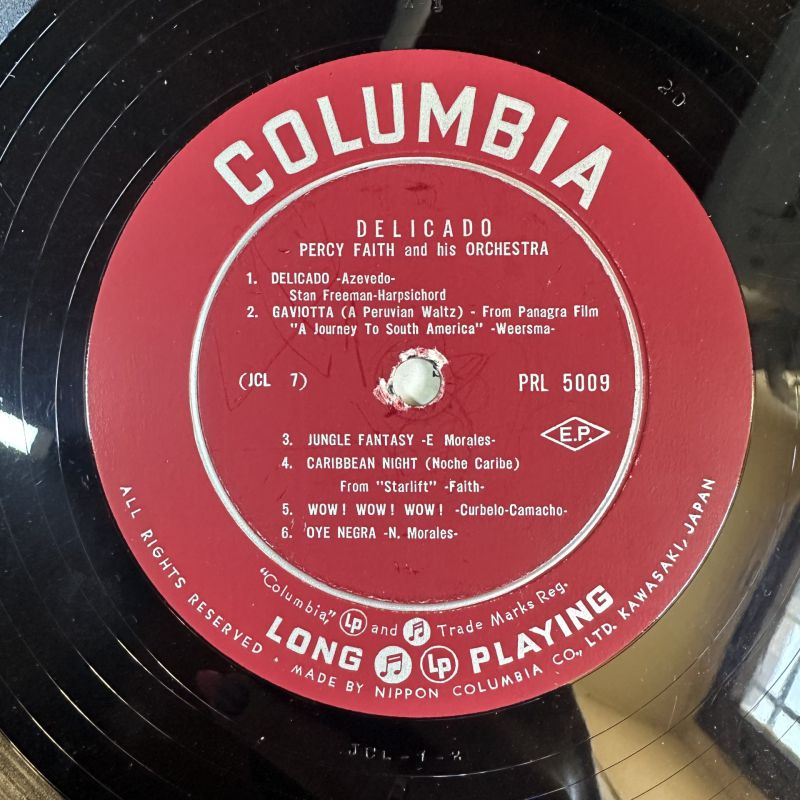 COLUMBIA
DELICADO
PERCY FAITH and his ORCHESTRA
1. DELICADO -Azevedo-
Stan Freeman-Harpsichord
2. GAVIOTTA (A Peruvian Waltz) - From Panagra Film
"A Journey To South America" -Weersma-
(JCL 7)
PRL 5009
E.P.
3. JUNGLE FANTASY -E Morales-
4. CARIBBEAN NIGHT (Noche Caribe)
From "Starlift" -Faith-
5. WOW! WOW! WOW! -Curbelo-Camacho-
6. OYE NEGRA -N. Morales-
"Columbia," LP and Trade Marks Reg.
LONG LP PLAYING
ALL RIGHTS RESERVED · MADE BY NIPPON COLUMBIA CO., LTD. KAWASAKI, JAPAN